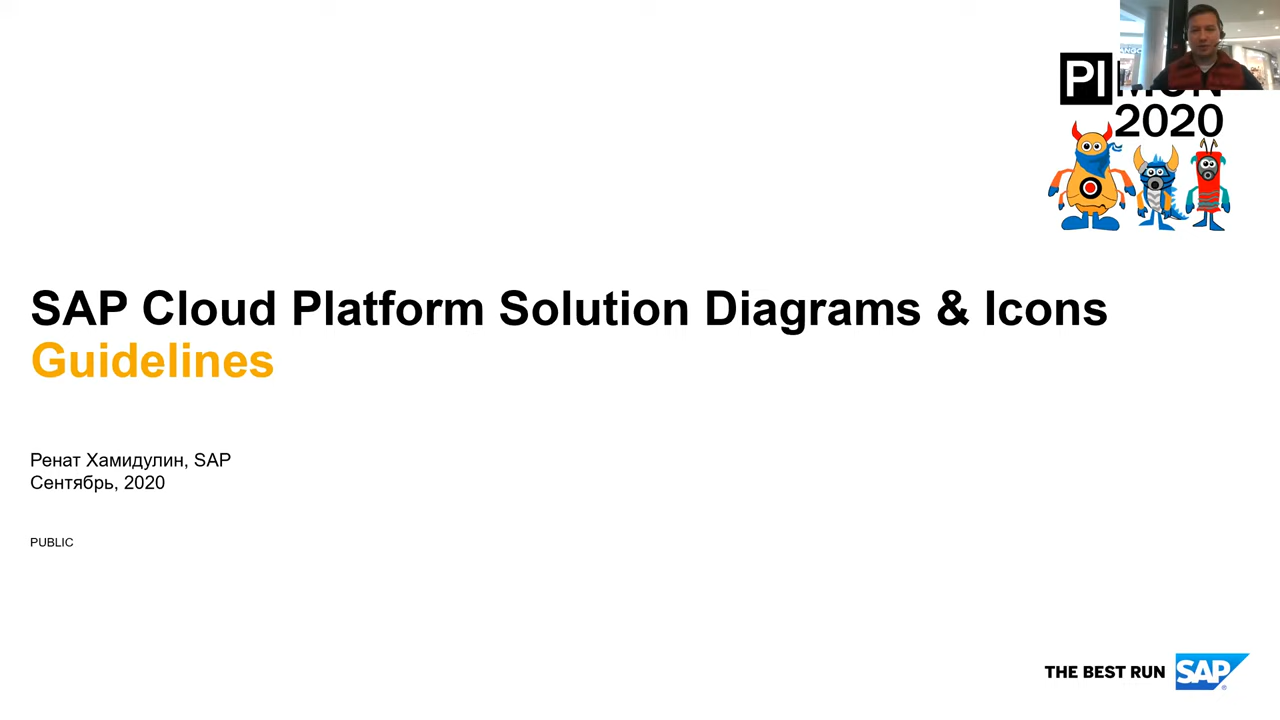 PI
2020
SAP Cloud Platform Solution Diagrams & Icons
Guidelines
Ренат Хамидулин, SAP
Сентябрь, 2020
PUBLIC
THE BEST RUN SAP